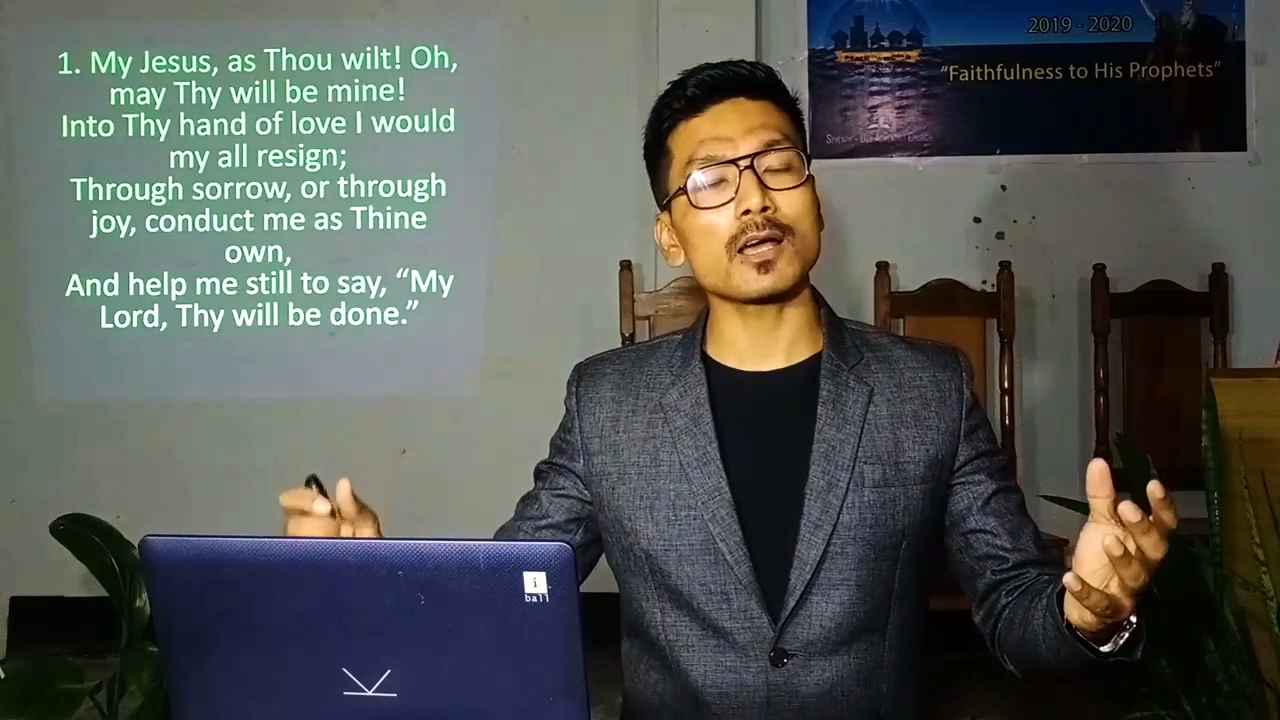 1. My Jesus, as Thou wilt! Oh,
may Thy will be mine!
Into Thy hand of love I would
my all resign;
Through sorrow, or through
joy, conduct me as Thine
own,
And help me still to say, “My
Lord, Thy will be done.”
2019 - 2020
“Faithfulness to His Prophets”
i
ball